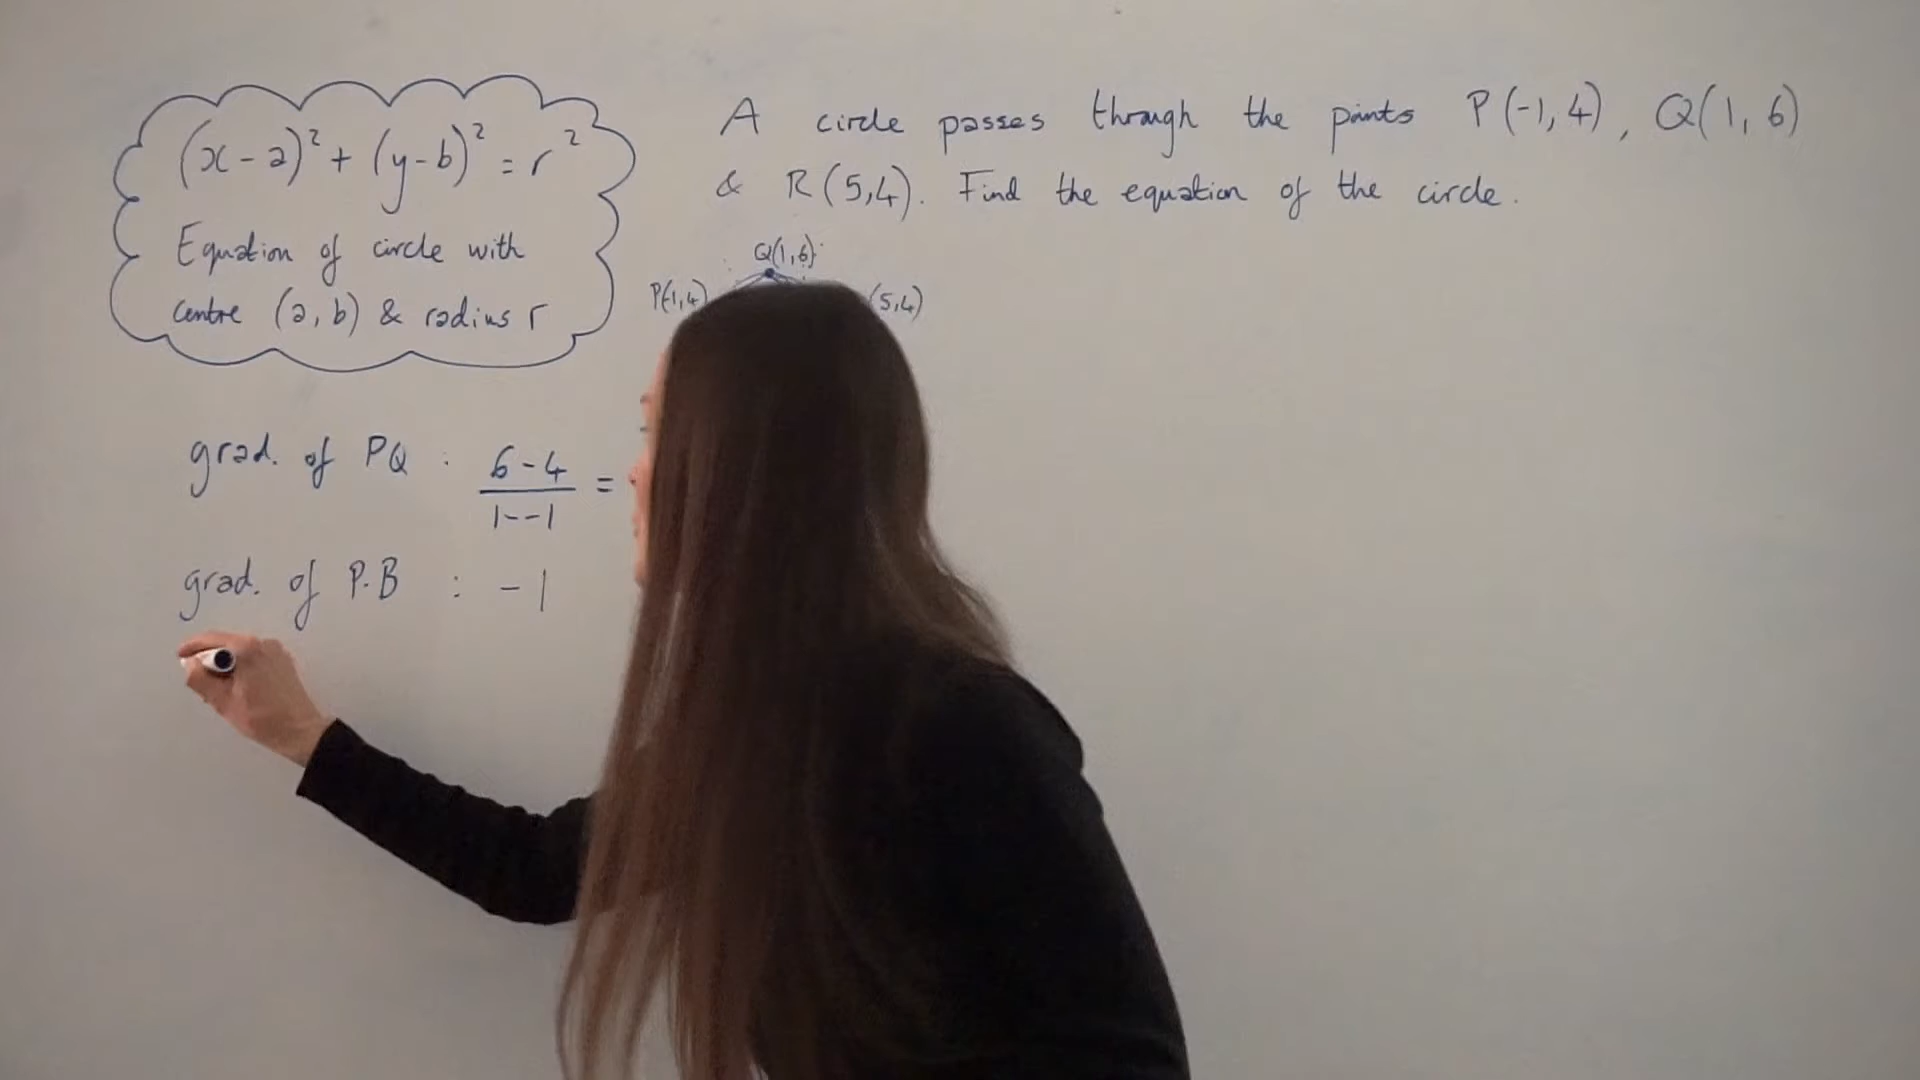 (x-a)² + (y-b)² = r²
Equation of circle with
centre (a, b) & radius r
A circle passes through the points P(-1, 4), Q(1, 6)
& R(5,4). Find the equation of the circle.
Q(1,6)
P(-1,4)
(5,4)
grad. of PQ : 6-4 / 1--1 =
grad. of P.B : -1